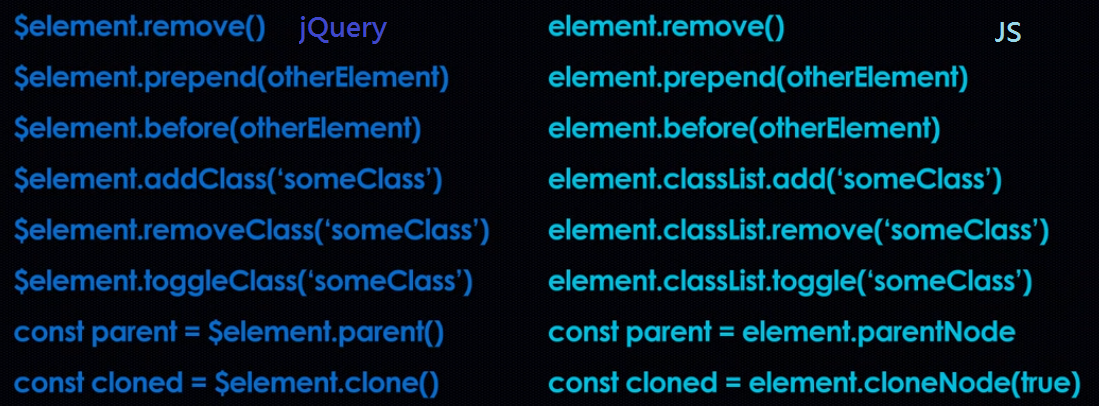 $element.remove() jQuery element.remove() JS
$element.prepend(otherElement) element.prepend(otherElement)
$element.before(otherElement) element.before(otherElement)
$element.addClass(‘someClass’) element.classList.add(‘someClass’)
$element.removeClass(‘someClass’) element.classList.remove(‘someClass’)
$element.toggleClass(‘someClass’) element.classList.toggle(‘someClass’)
const parent = $element.parent() const parent = element.parentNode
const cloned = $element.clone() const cloned = element.cloneNode(true)